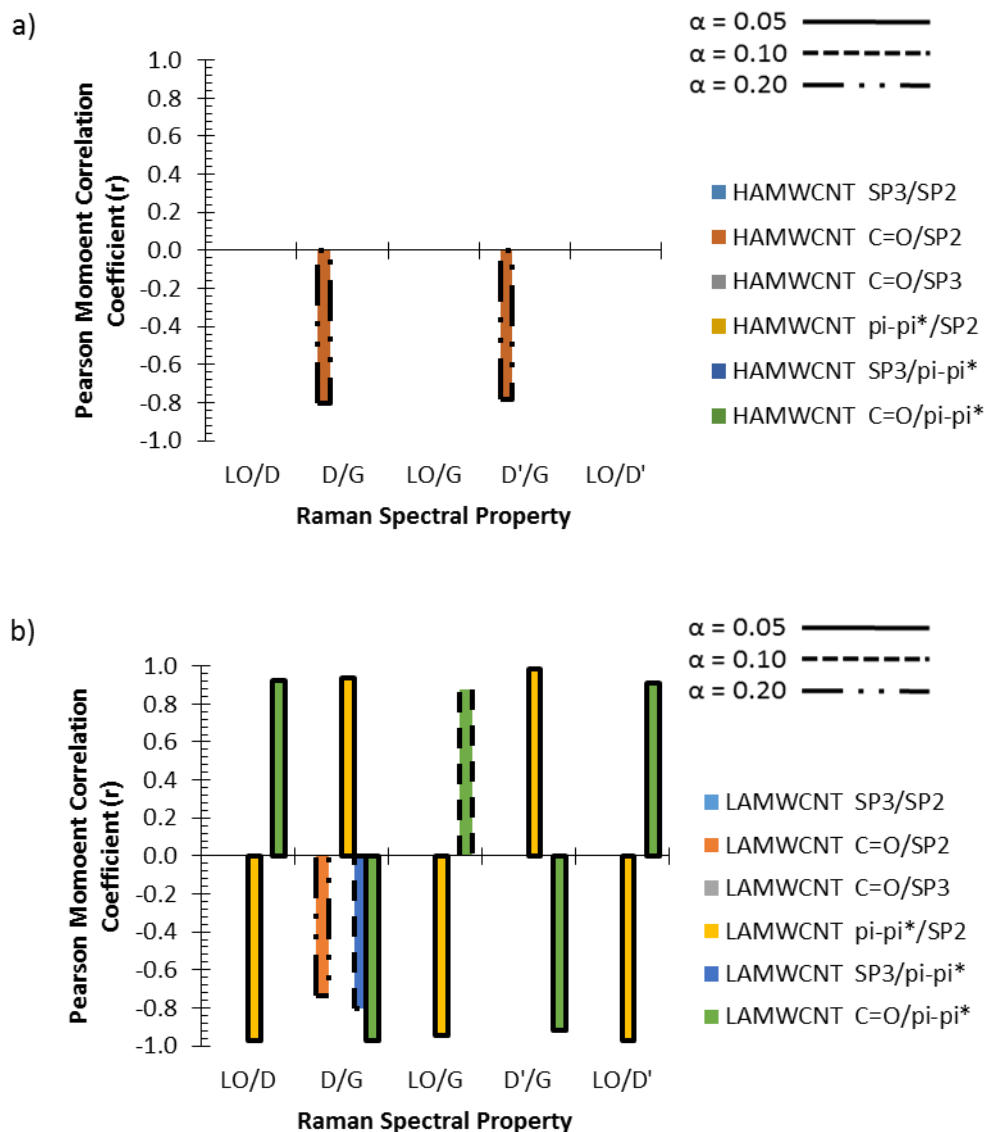 a)
α = 0.05
α = 0.10
α = 0.20
Pearson Momoent Correlation
Coefficient (r)
1.0
0.8
0.6
0.4
0.2
0.0
-0.2
-0.4
-0.6
-0.8
-1.0
LO/D D/G LO/G D'/G LO/D'
Raman Spectral Property
HAMWCNT SP3/SP2
HAMWCNT C=O/SP2
HAMWCNT C=O/SP3
HAMWCNT pi-pi*/SP2
HAMWCNT SP3/pi-pi*
HAMWCNT C=O/pi-pi*
b)
α = 0.05
α = 0.10
α = 0.20
Pearson Momoent Correlation
Coefficient (r)
1.0
0.8
0.6
0.4
0.2
0.0
-0.2
-0.4
-0.6
-0.8
-1.0
LO/D D/G LO/G D'/G LO/D'
Raman Spectral Property
LAMWCNT SP3/SP2
LAMWCNT C=O/SP2
LAMWCNT C=O/SP3
LAMWCNT pi-pi*/SP2
LAMWCNT SP3/pi-pi*
LAMWCNT C=O/pi-pi*